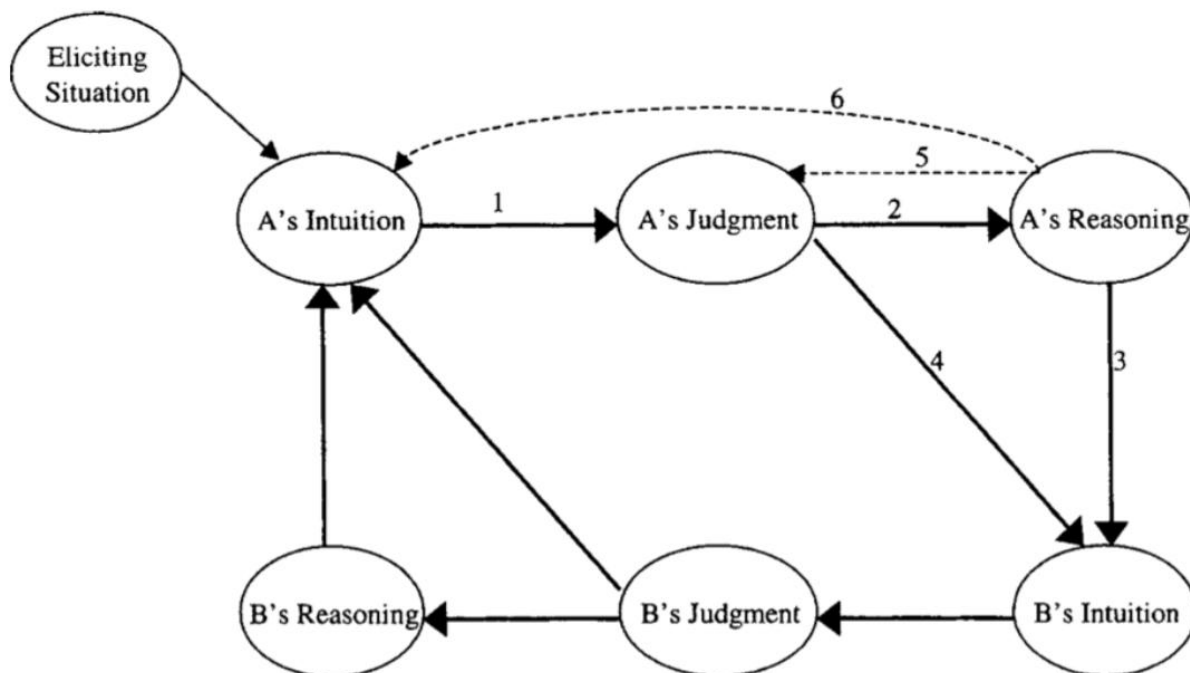 Eliciting
Situation
6
5
A's Intuition
1
A's Judgment
2
A's Reasoning
4
3
B's Reasoning
B's Judgment
B's Intuition